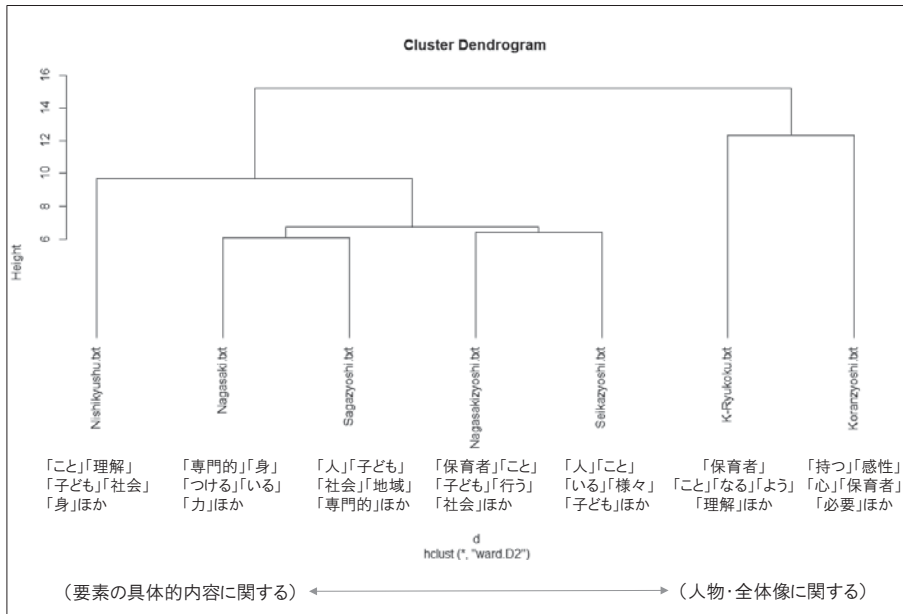 Cluster Dendrogram
16
14
12
10
8
6
Height
Nishikyushu.txt
Nagasaki.txt
Sagazyoshi.txt
Nagasakizyoshi.txt
Seikazyoshi.txt
K-Ryukoku.txt
Koranzyoshi.txt
「こと」「理解」
「子ども」「社会」
「身」ほか
「専門的」「身」
「つける」「いる」
「力」ほか
「人」「子ども」
「社会」「地域」
「専門的」ほか
「保育者」「こと」
「子ども」「行う」
「社会」ほか
「人」「こと」
「いる」「様々」
「子ども」ほか
「保育者」
「こと」「なる」「よう」
「理解」ほか
「持つ」「感性」
「心」「保育者」
「必要」ほか
d
hclust (*, "ward.D2")
（要素の具体的内容に関する）
（人物・全体像に関する）